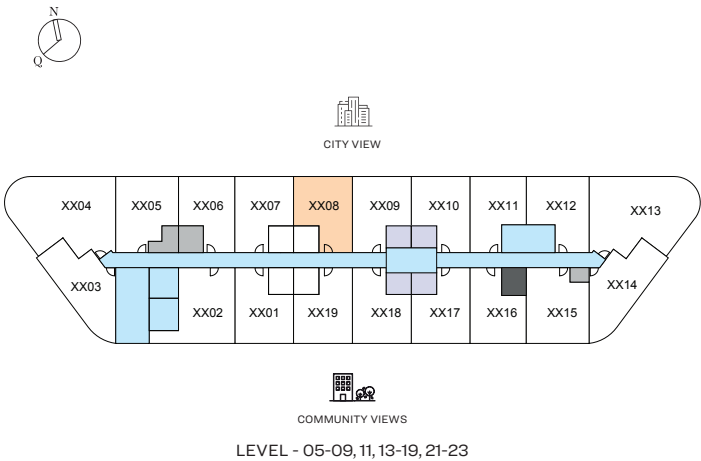 N
Q
CITY VIEW
XX04 XX05 XX06 XX07 XX08 XX09 XX10 XX11 XX12 XX13
XX03 XX02 XX01 XX19 XX18 XX17 XX16 XX15 XX14
COMMUNITY VIEWS
LEVEL - 05-09, 11, 13-19, 21-23